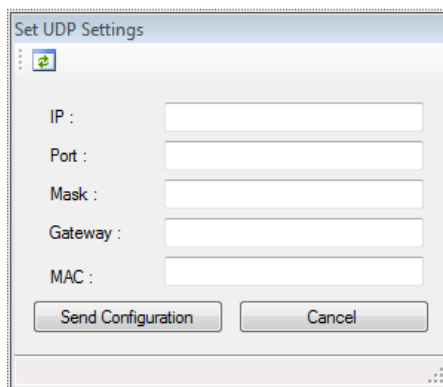 Set UDP Settings
IP :
Port :
Mask :
Gateway :
MAC :
Send Configuration Cancel